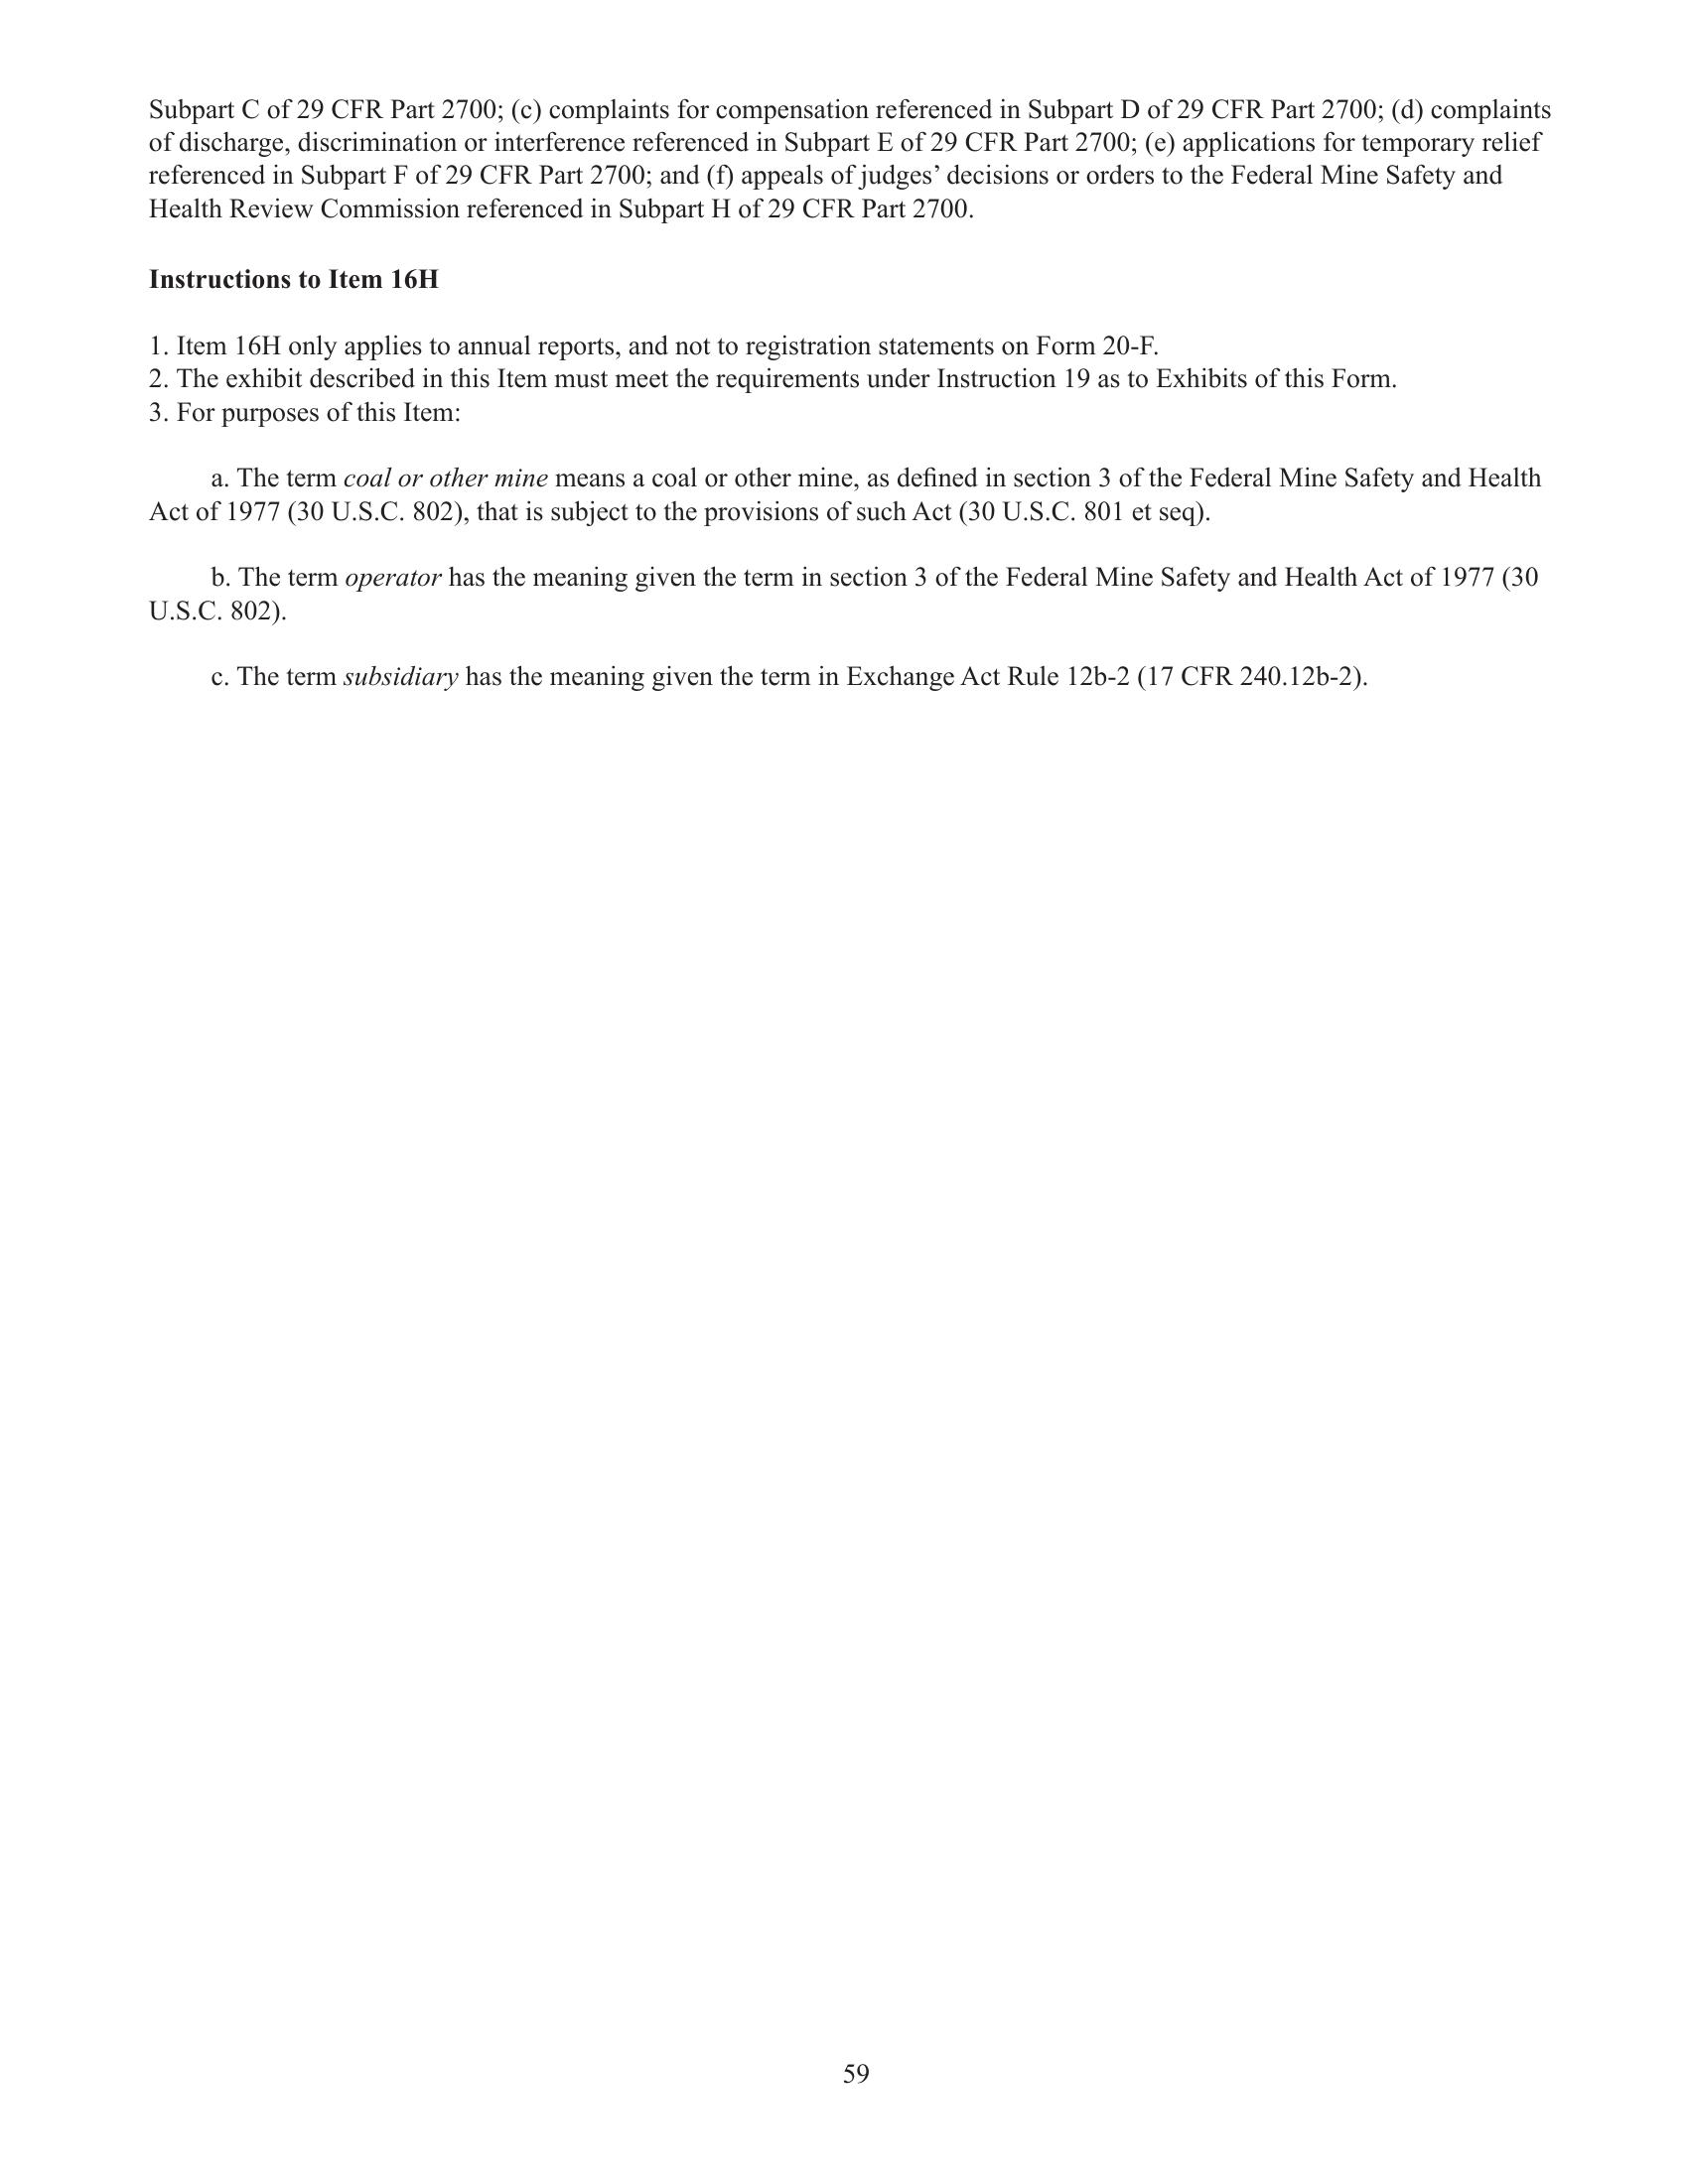 Subpart C of 29 CFR Part 2700; (c) complaints for compensation referenced in Subpart D of 29 CFR Part 2700; (d) complaints
of discharge, discrimination or interference referenced in Subpart E of 29 CFR Part 2700; (e) applications for temporary relief
referenced in Subpart F of 29 CFR Part 2700; and (f) appeals of judges’ decisions or orders to the Federal Mine Safety and
Health Review Commission referenced in Subpart H of 29 CFR Part 2700.
Instructions to Item 16H
1. Item 16H only applies to annual reports, and not to registration statements on Form 20-F.
2. The exhibit described in this Item must meet the requirements under Instruction 19 as to Exhibits of this Form.
3. For purposes of this Item:
a. The term coal or other mine means a coal or other mine, as defined in section 3 of the Federal Mine Safety and Health
Act of 1977 (30 U.S.C. 802), that is subject to the provisions of such Act (30 U.S.C. 801 et seq).
b. The term operator has the meaning given the term in section 3 of the Federal Mine Safety and Health Act of 1977 (30
U.S.C. 802).
c. The term subsidiary has the meaning given the term in Exchange Act Rule 12b-2 (17 CFR 240.12b-2).
59